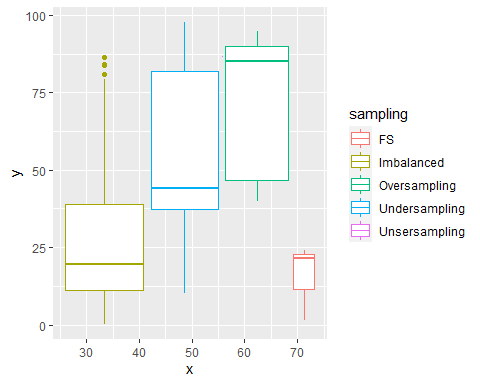 100
75
50
25
0
y
30
40
50
60
70
x
sampling
FS
Imbalanced
Oversampling
Undersampling
Unsersampling